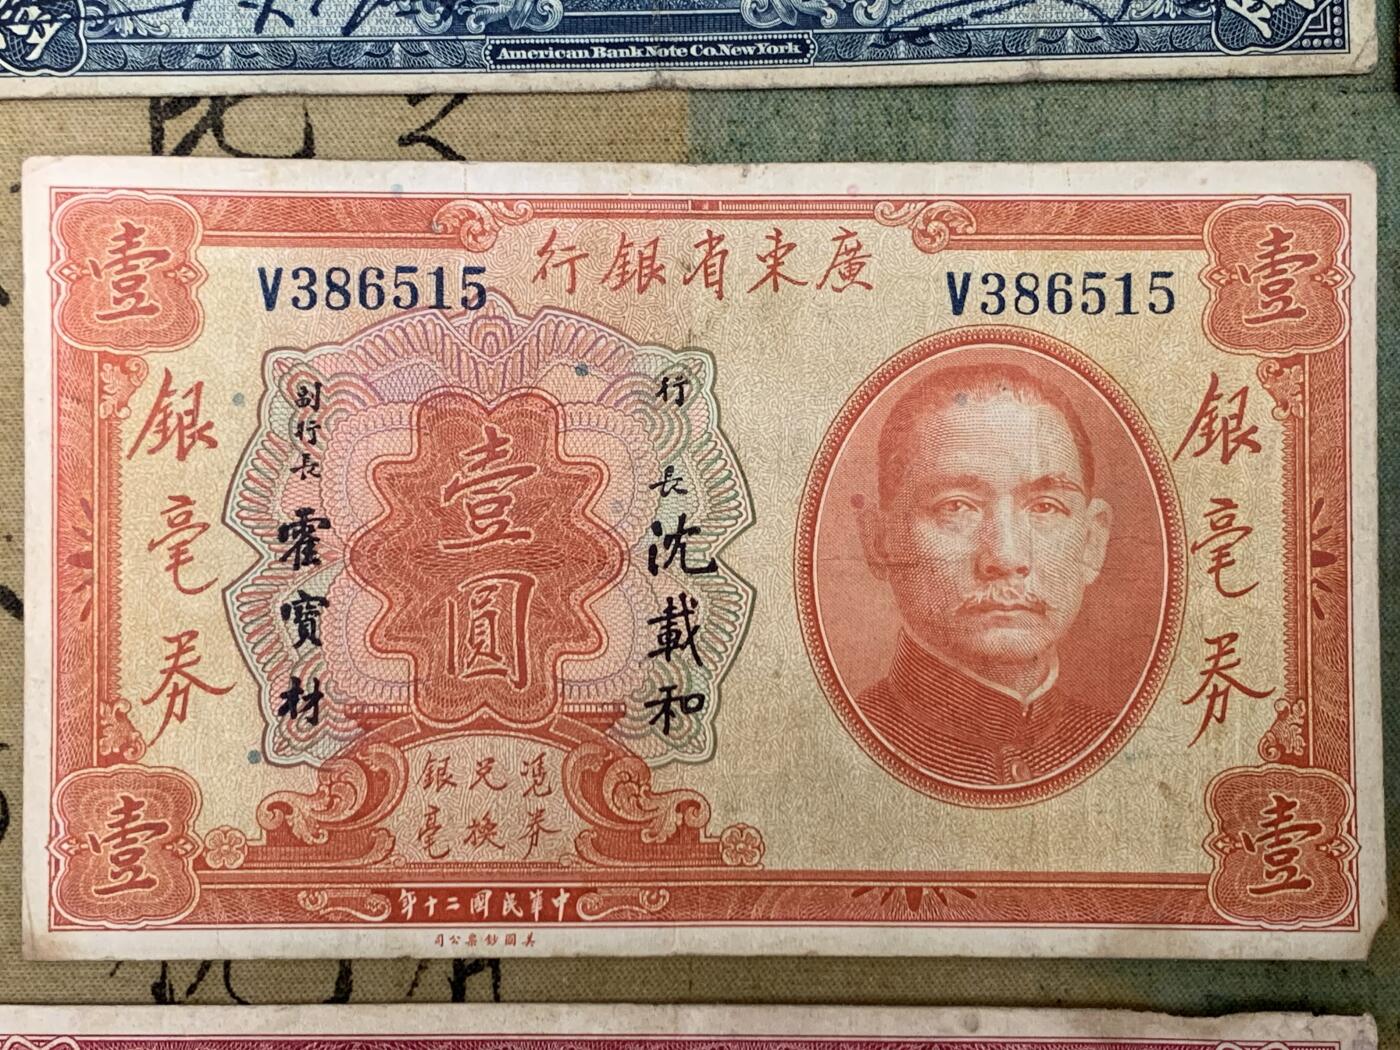 American Bank Note Co. New York
廣東省銀行
V386515
V386515
壹
壹
銀毫券
銀毫券
行長 沈載和
副行長 霍寶材
壹圓
憑券
兌換
銀毫
壹
壹
中華民國二十年
美國鈔票公司